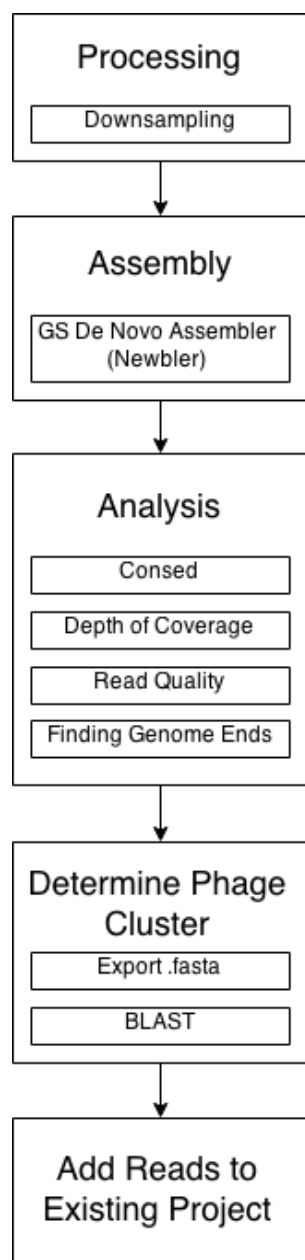 Processing
Downsampling
Assembly
GS De Novo Assembler
(Newbler)
Analysis
Consed
Depth of Coverage
Read Quality
Finding Genome Ends
Determine Phage
Cluster
Export .fasta
BLAST
Add Reads to
Existing Project